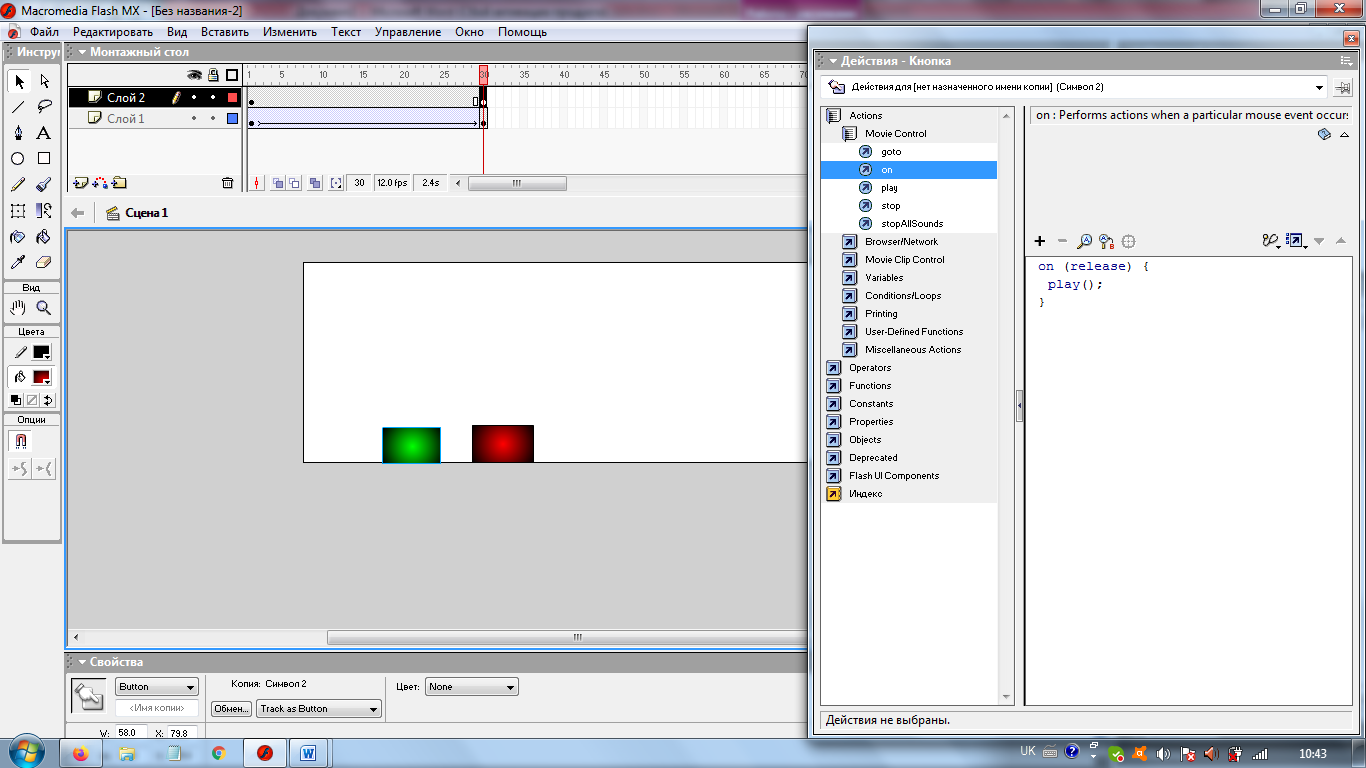 Macromedia Flash MX - [Без названия-2]
Файл Редактировать Вид Вставить Изменить Текст Управление Окно Помощь
Инстру
Монтажный стол
1 5 10 15 20 25 30 35 40 45 50 55 60 65 70
Слой 2
Слой 1
30 12.0 fps 2.4s
Сцена 1
Вид
Цвета
Опции
Свойства
Button
Копия: Символ 2
Цвет: None
<Имя копии>
Обмен...
Track as Button
W: 58.0 X: 79.8
Действия - Кнопка
Действия для [нет назначенного имени копии] (Символ 2)
Actions
Movie Control
goto
on
play
stop
stopAllSounds
Browser/Network
Movie Clip Control
Variables
Conditions/Loops
Printing
User-Defined Functions
Miscellaneous Actions
Operators
Functions
Constants
Properties
Objects
Deprecated
Flash UI Components
Индекс
on : Performs actions when a particular mouse event occurs
on (release) {
play();
}
Действия не выбраны.
UK
10:43